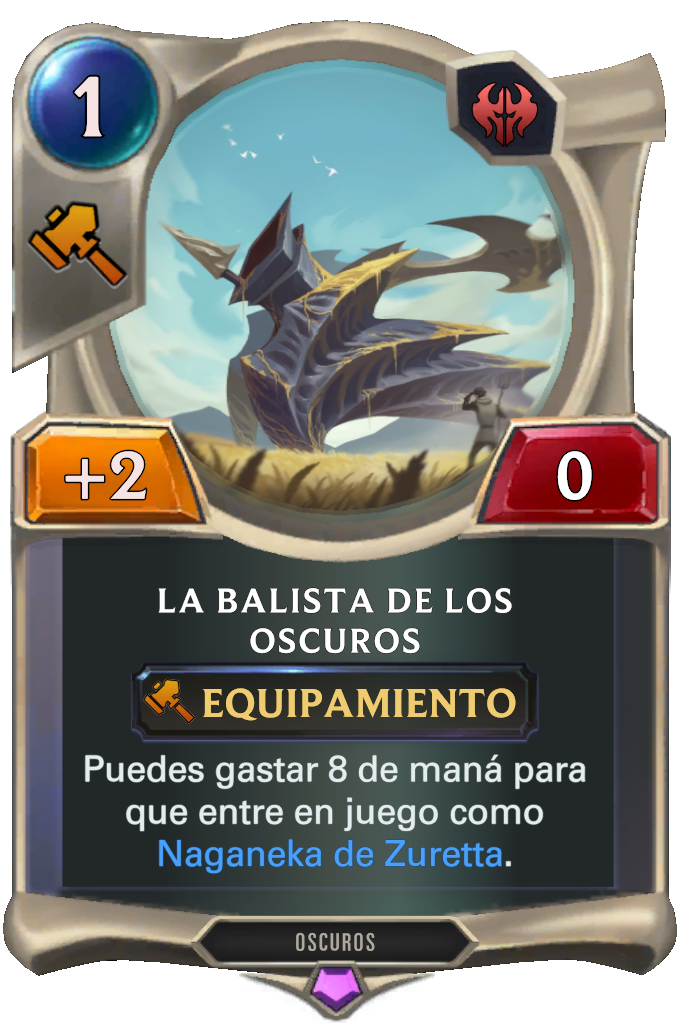 1
+2
0
LA BALISTA DE LOS
OSCUROS
EQUIPAMIENTO
Puedes gastar 8 de maná para
que entre en juego como
Naganeka de Zuretta.
OSCUROS